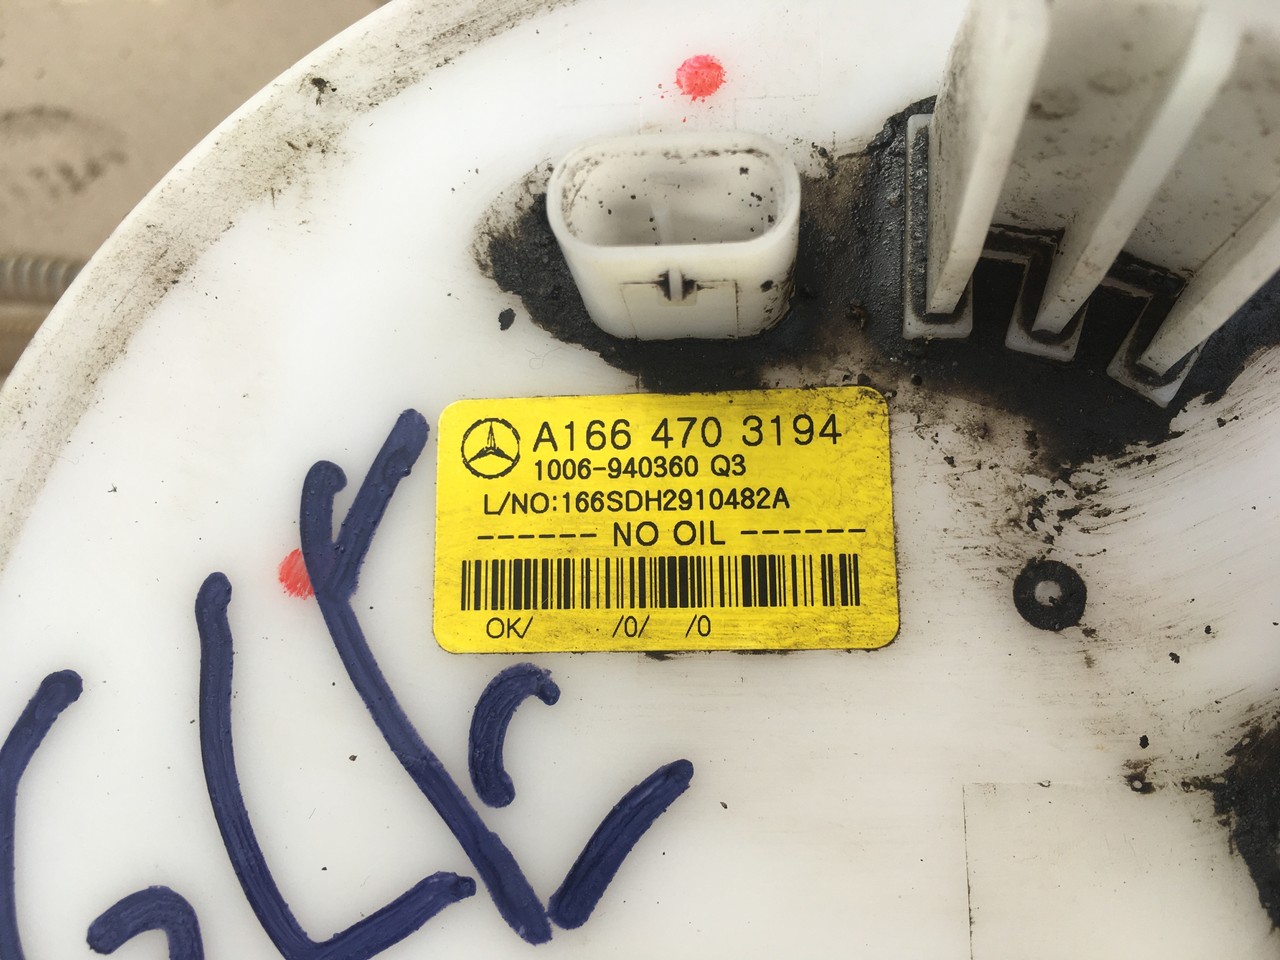 A166 470 3194
1006-940360 Q3
L/NO:166SDH2910482A
------ NO OIL -------
OK/ /0/ /0